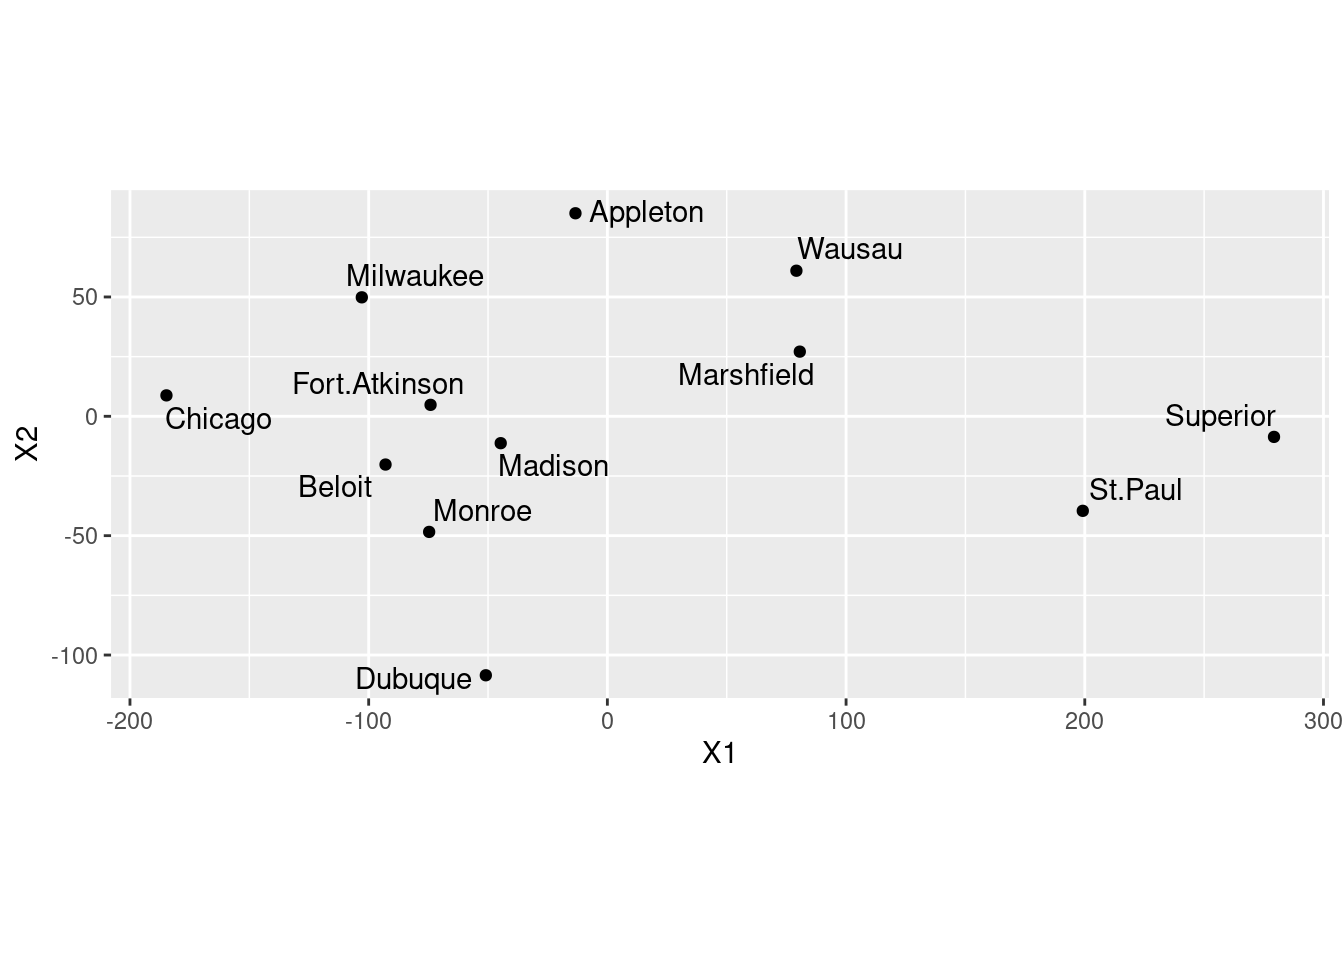 Appleton
Wausau
Milwaukee
50
Marshfield
Fort.Atkinson
0
Chicago
Superior
X2
Madison
Beloit
St.Paul
Monroe
-50
-100
Dubuque
-200
-100
0
100
200
300
X1